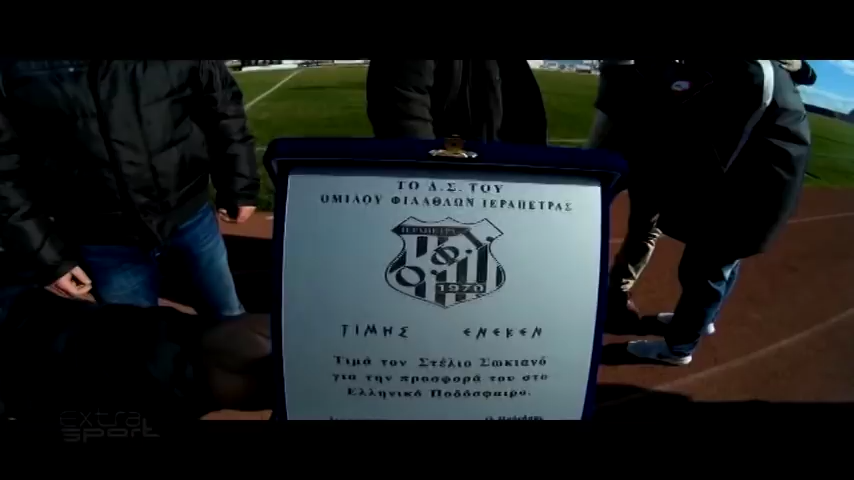 ΤΟ Δ.Σ. ΤΟΥ
ΟΜΙΛΟΥ ΦΙΛΑΘΛΩΝ ΙΕΡΑΠΕΤΡΑΣ
ΙΕΡΑΠΕΤΡΑ
Ο.Φ.Ι.
1970
ΤΙΜΗΣ ΕΝΕΚΕΝ
Τιμά τον Στέλιο Σωκιανό
για την προσφορά του στο
Ελληνικό Ποδόσφαιρο.
extra
sport